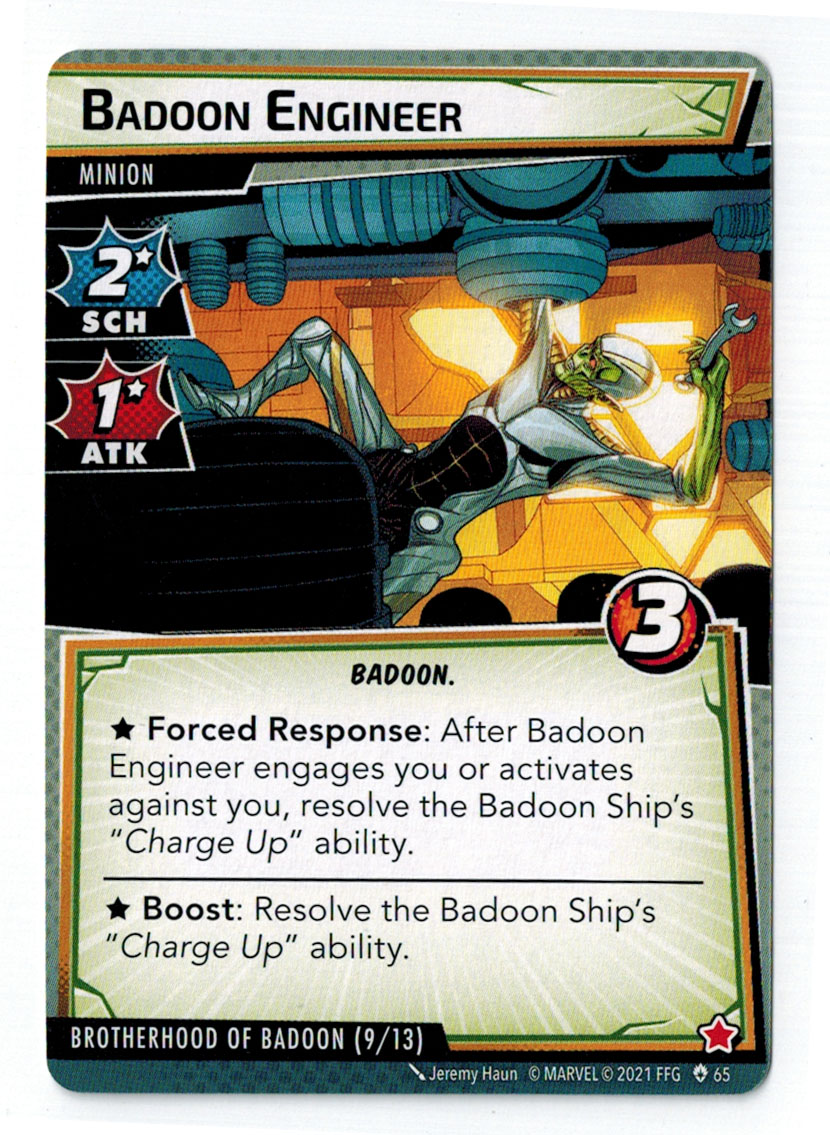 BADOON ENGINEER
MINION
2★
SCH
1★
ATK
3
BADOON.
★ Forced Response: After Badoon
Engineer engages you or activates
against you, resolve the Badoon Ship's
"Charge Up" ability.
★ Boost: Resolve the Badoon Ship's
"Charge Up" ability.
BROTHERHOOD OF BADOON (9/13)
Jeremy Haun © MARVEL © 2021 FFG 65